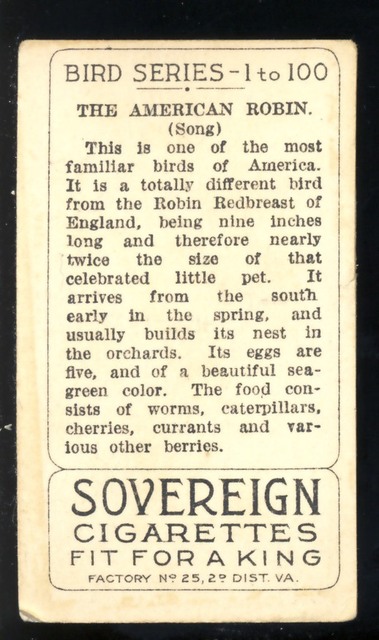 BIRD SERIES - 1 to 100
THE AMERICAN ROBIN.
(Song)
This is one of the most
familiar birds of America.
It is a totally different bird
from the Robin Redbreast of
England, being nine inches
long and therefore nearly
twice the size of that
celebrated little pet. It
arrives from the south
early in the spring, and
usually builds its nest in
the orchards. Its eggs are
five, and of a beautiful sea-
green color. The food con-
sists of worms, caterpillars,
cherries, currants and var-
ious other berries.
SOVEREIGN
CIGARETTES
FIT FOR A KING
FACTORY Nº 25, 2º DIST. VA.